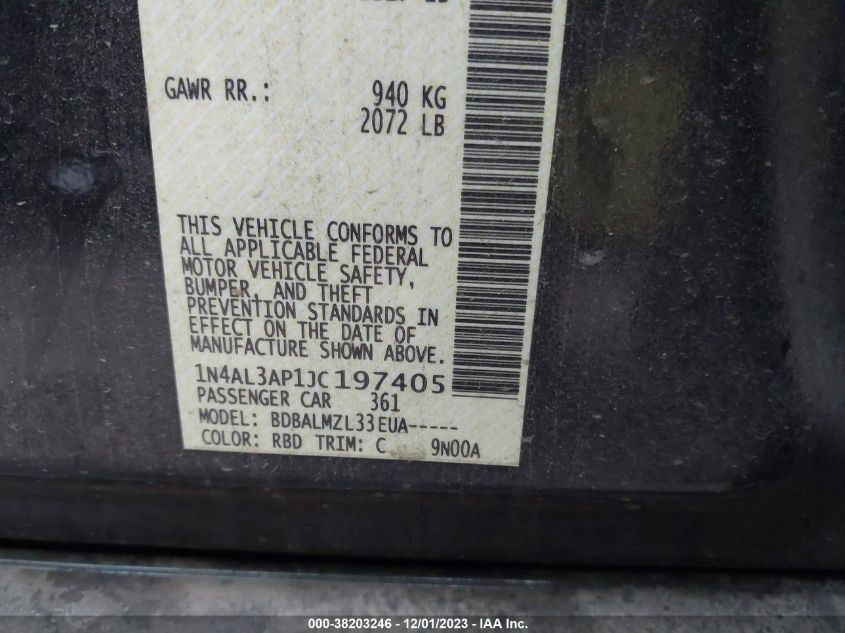 GAWR RR.: 940 KG
2072 LB
THIS VEHICLE CONFORMS TO
ALL APPLICABLE FEDERAL
MOTOR VEHICLE SAFETY,
BUMPER, AND THEFT
PREVENTION STANDARDS IN
EFFECT ON THE DATE OF
MANUFACTURE SHOWN ABOVE.
1N4AL3AP1JC197405
PASSENGER CAR 361
MODEL: BDBALMZL33EUA-----
COLOR: RBD TRIM: C 9N00A
000-38203246 - 12/01/2023 - © IAA Inc.